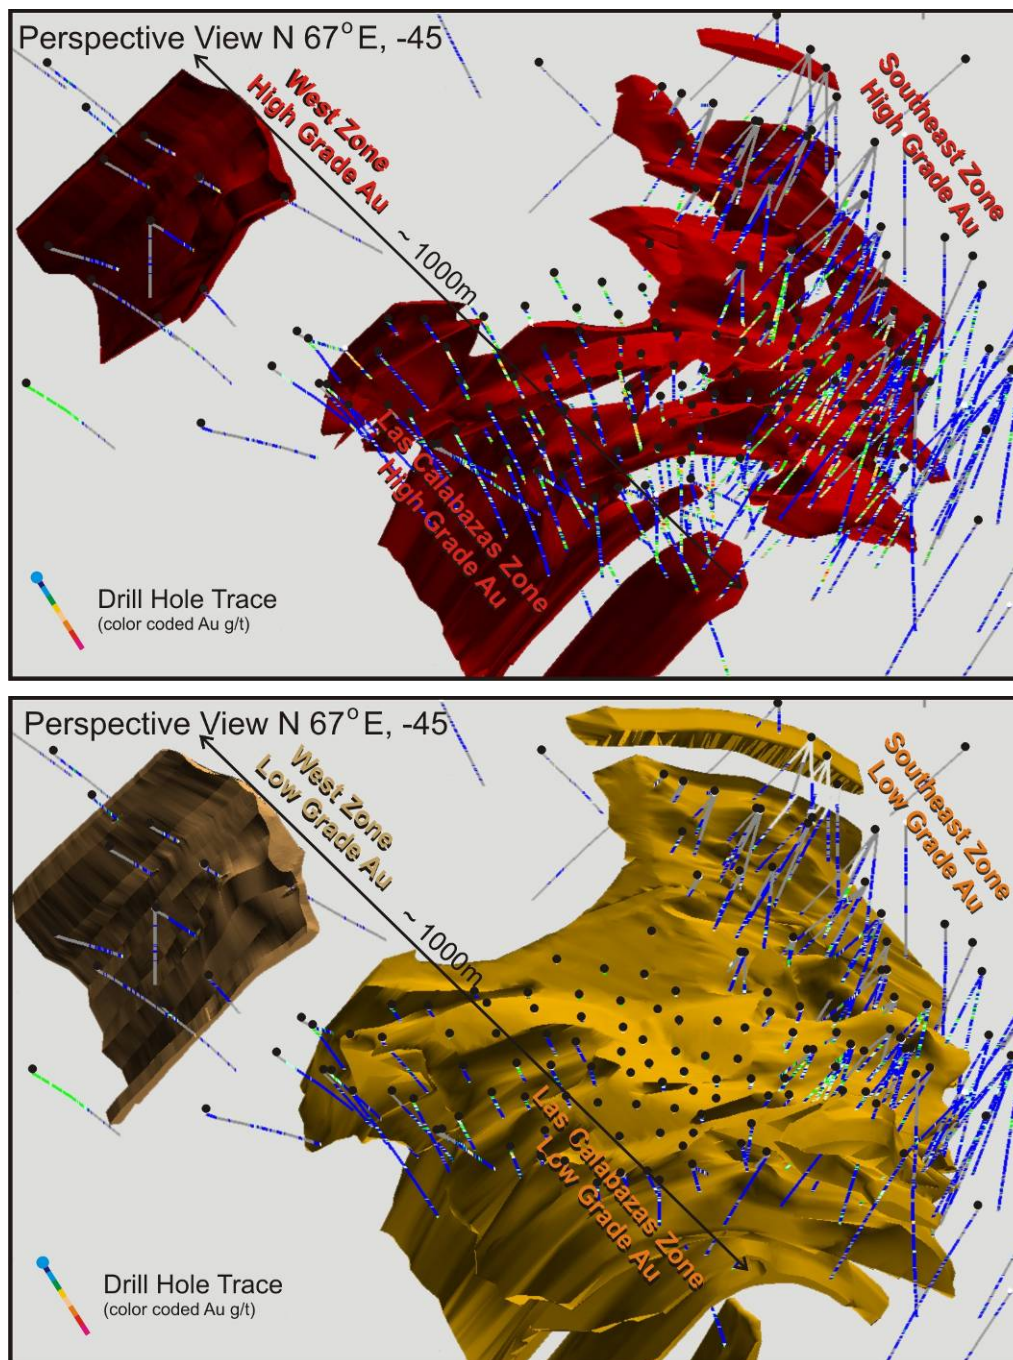 Perspective View N 67°E, -45
West Zone
High Grade Au
Southeast Zone
High Grade Au
~ 1000m
Las Calabazas Zone
High Grade Au
Drill Hole Trace
(color coded Au g/t)
Perspective View N 67°E, -45
West Zone
Low Grade Au
Southeast Zone
Low Grade Au
~ 1000m
Las Calabazas Zone
Low Grade Au
Drill Hole Trace
(color coded Au g/t)